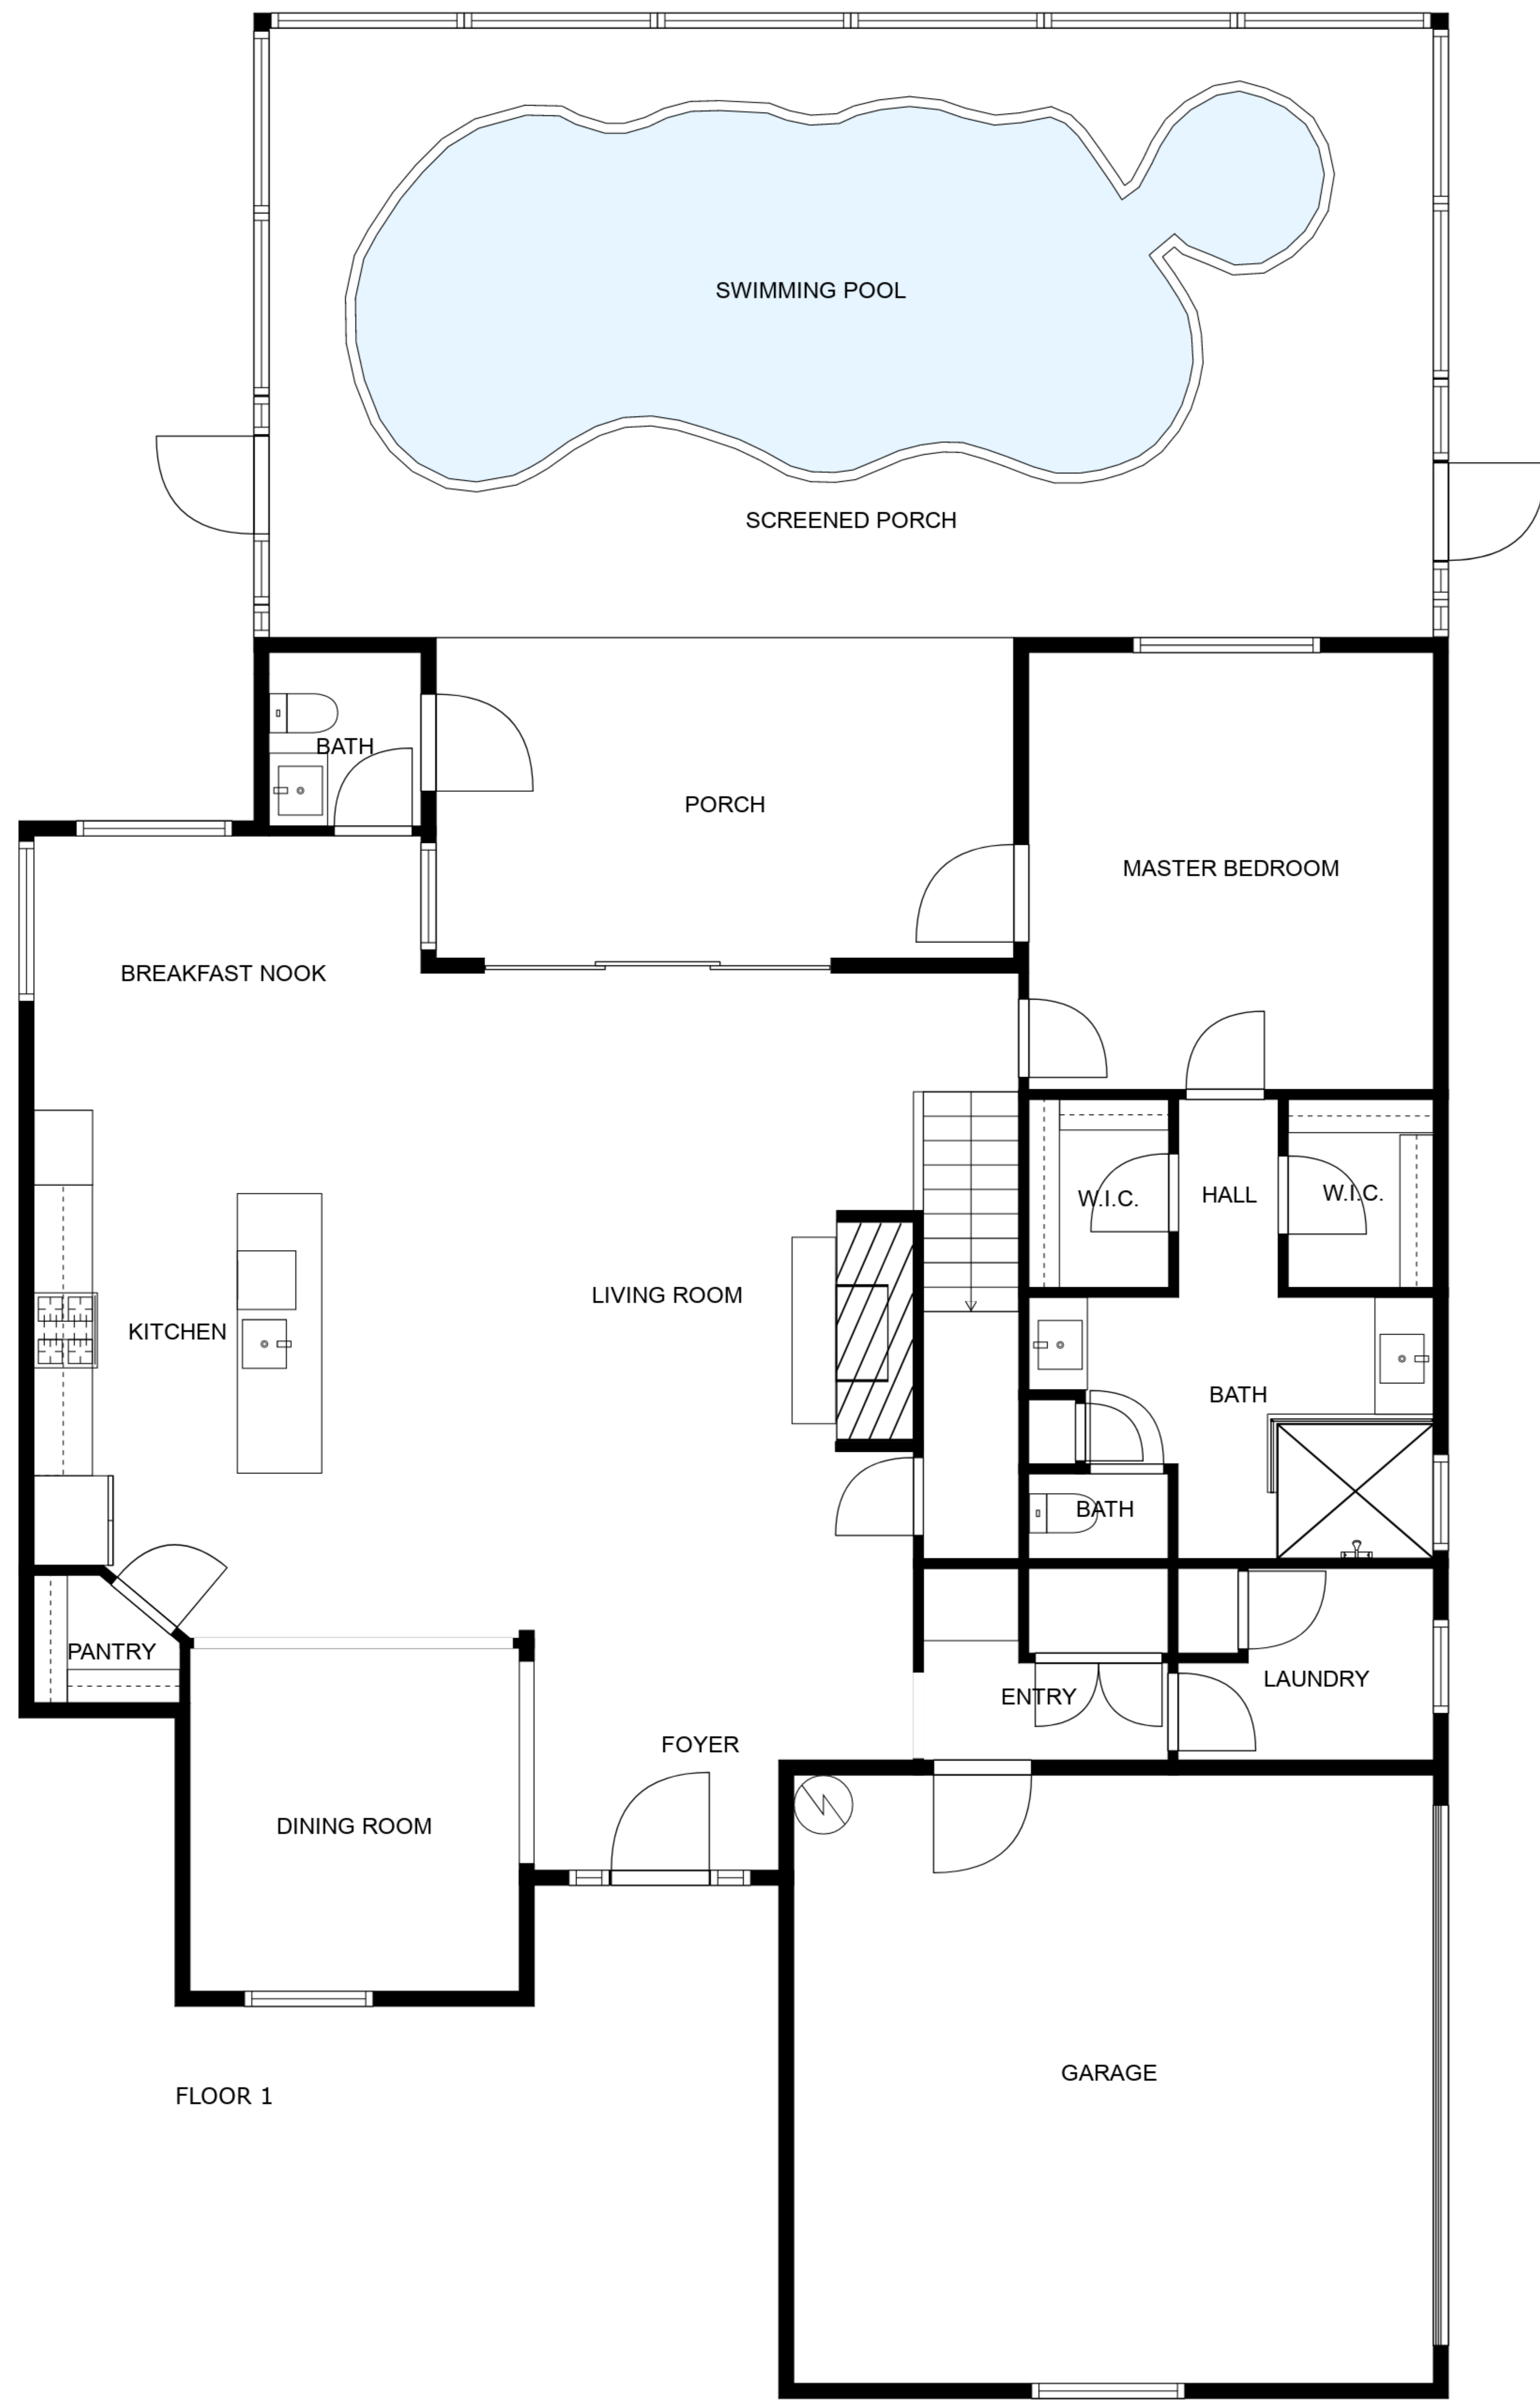 SWIMMING POOL
SCREENED PORCH
BATH
PORCH
MASTER BEDROOM
BREAKFAST NOOK
W.I.C.
HALL
W.I.C.
LIVING ROOM
KITCHEN
BATH
BATH
PANTRY
LAUNDRY
ENTRY
FOYER
DINING ROOM
GARAGE
FLOOR 1